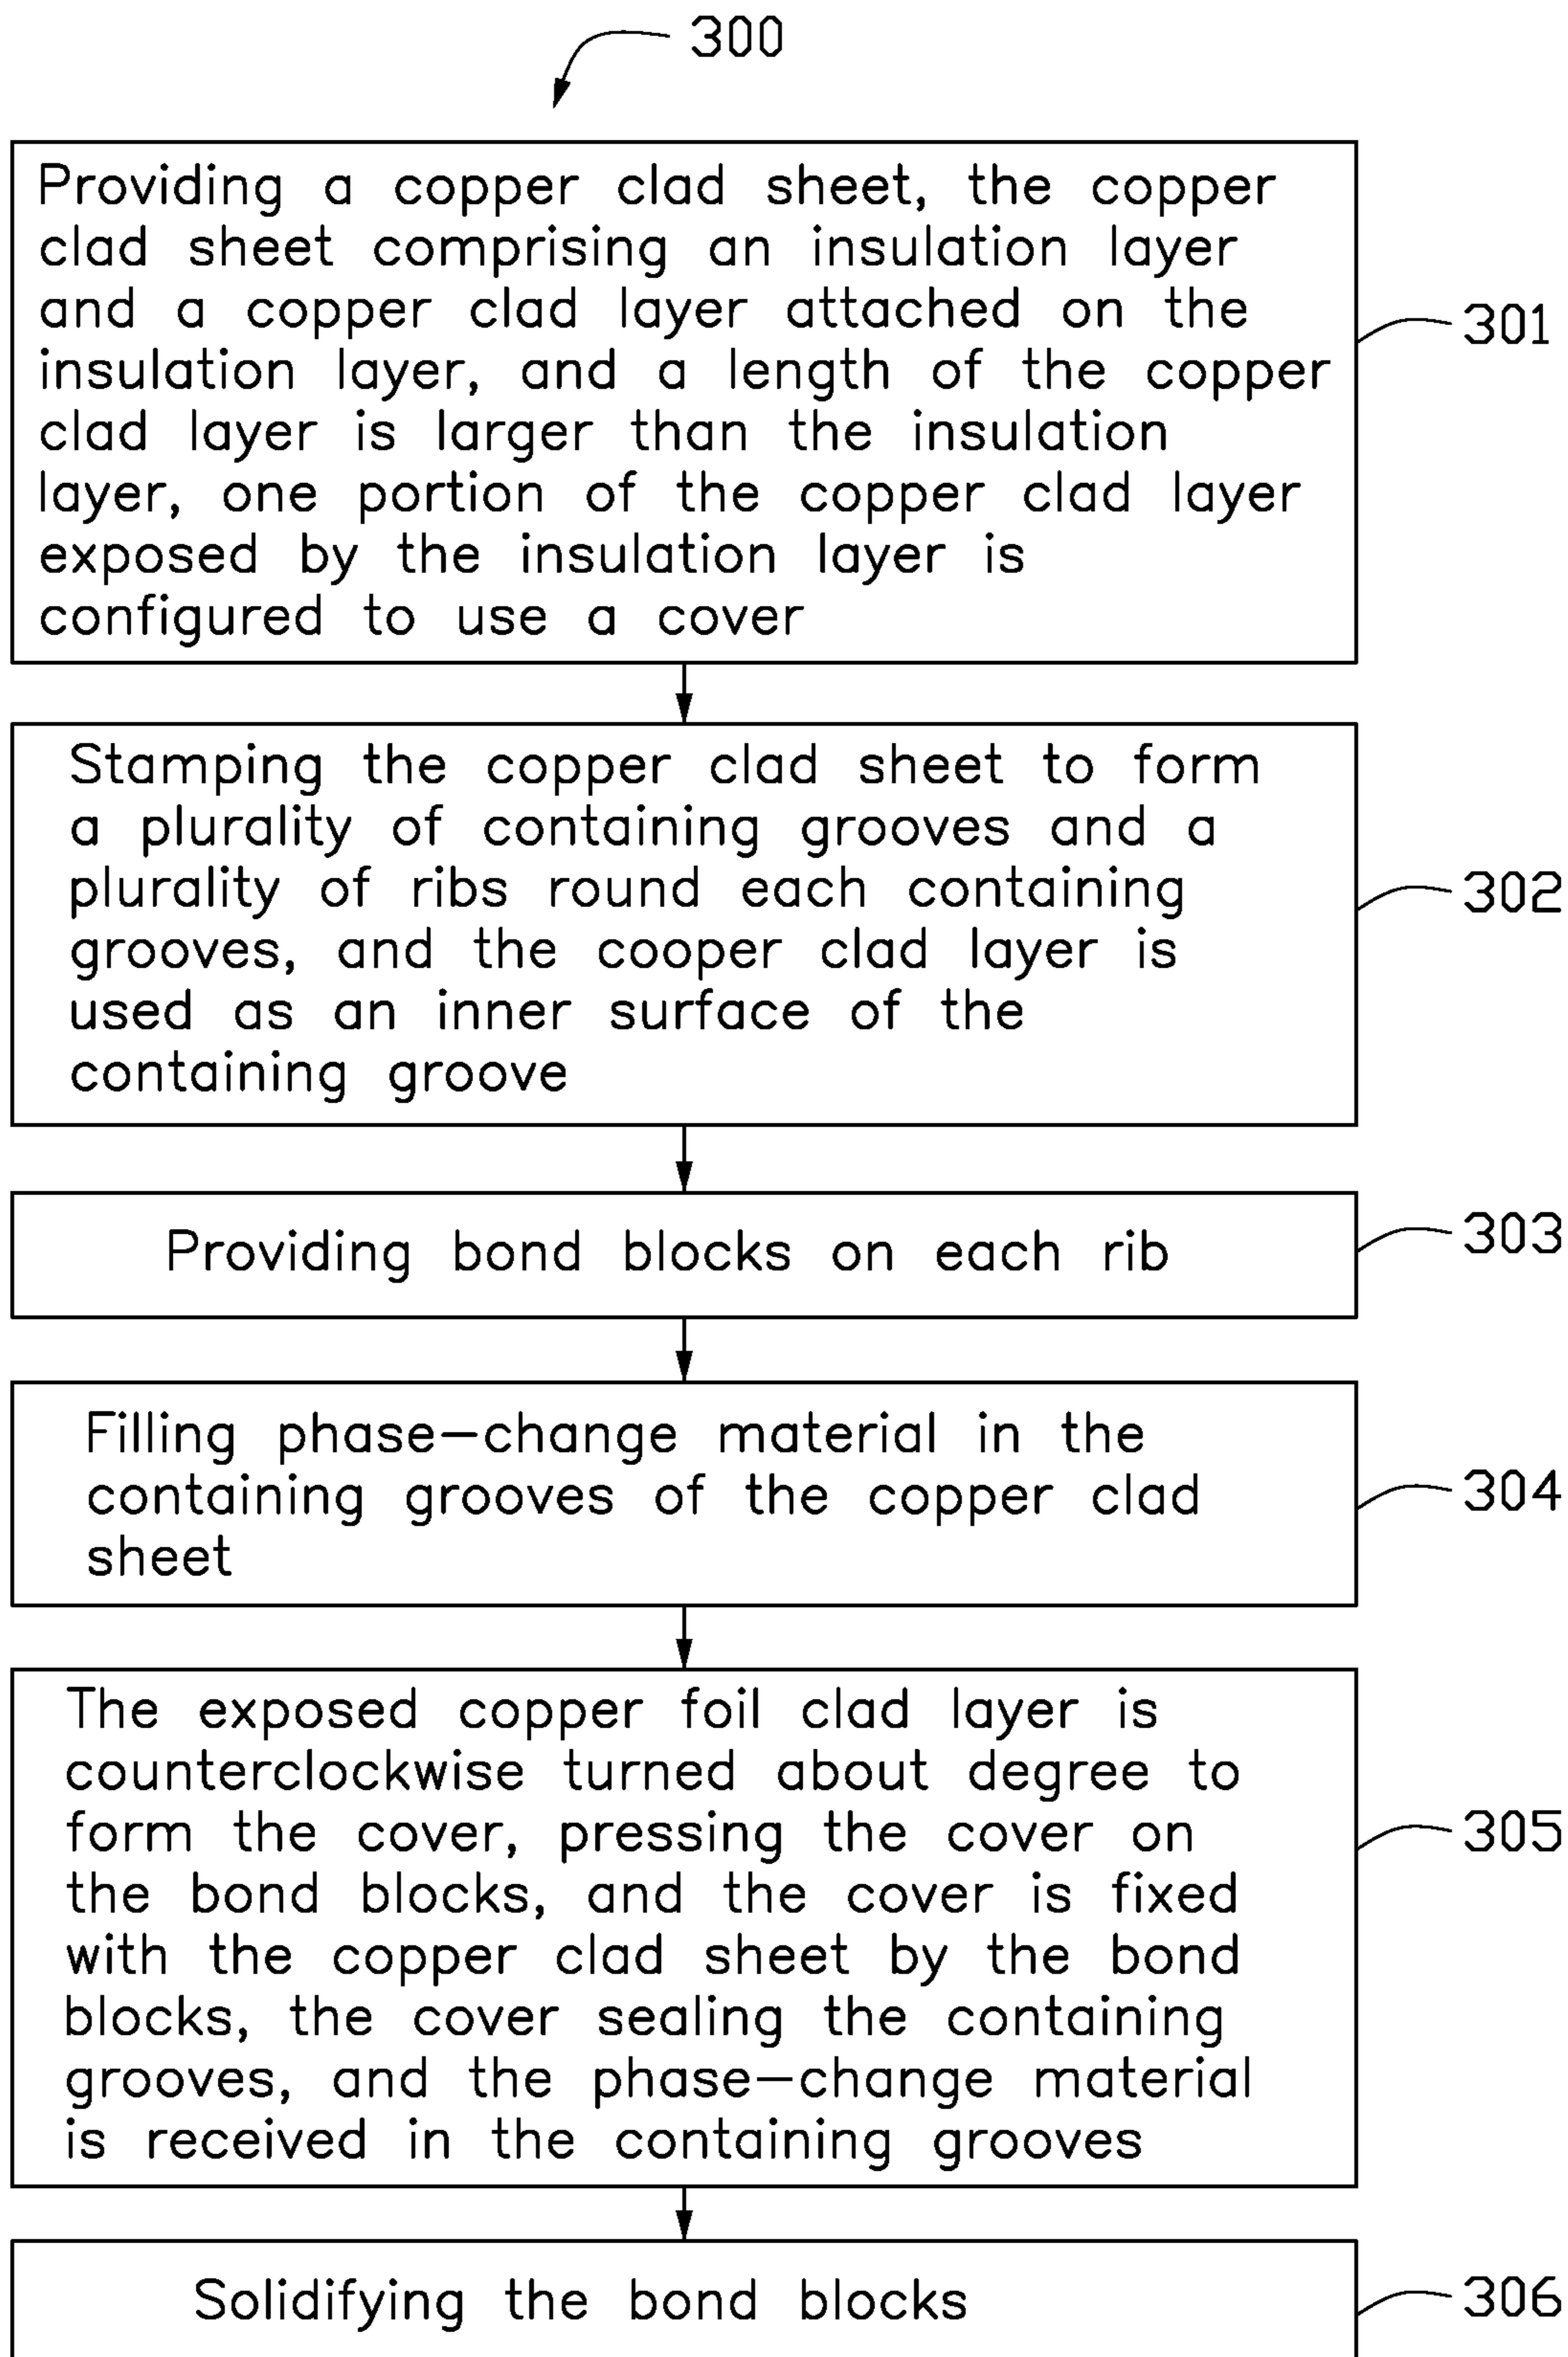 300
Providing a copper clad sheet, the copper
clad sheet comprising an insulation layer
and a copper clad layer attached on the
insulation layer, and a length of the copper
clad layer is larger than the insulation
layer, one portion of the copper clad layer
exposed by the insulation layer is
configured to use a cover
301
Stamping the copper clad sheet to form
a plurality of containing grooves and a
plurality of ribs round each containing
grooves, and the cooper clad layer is
used as an inner surface of the
containing groove
302
Providing bond blocks on each rib
303
Filling phase-change material in the
containing grooves of the copper clad
sheet
304
The exposed copper foil clad layer is
counterclockwise turned about degree to
form the cover, pressing the cover on
the bond blocks, and the cover is fixed
with the copper clad sheet by the bond
blocks, the cover sealing the containing
grooves, and the phase-change material
is received in the containing grooves
305
Solidifying the bond blocks
306